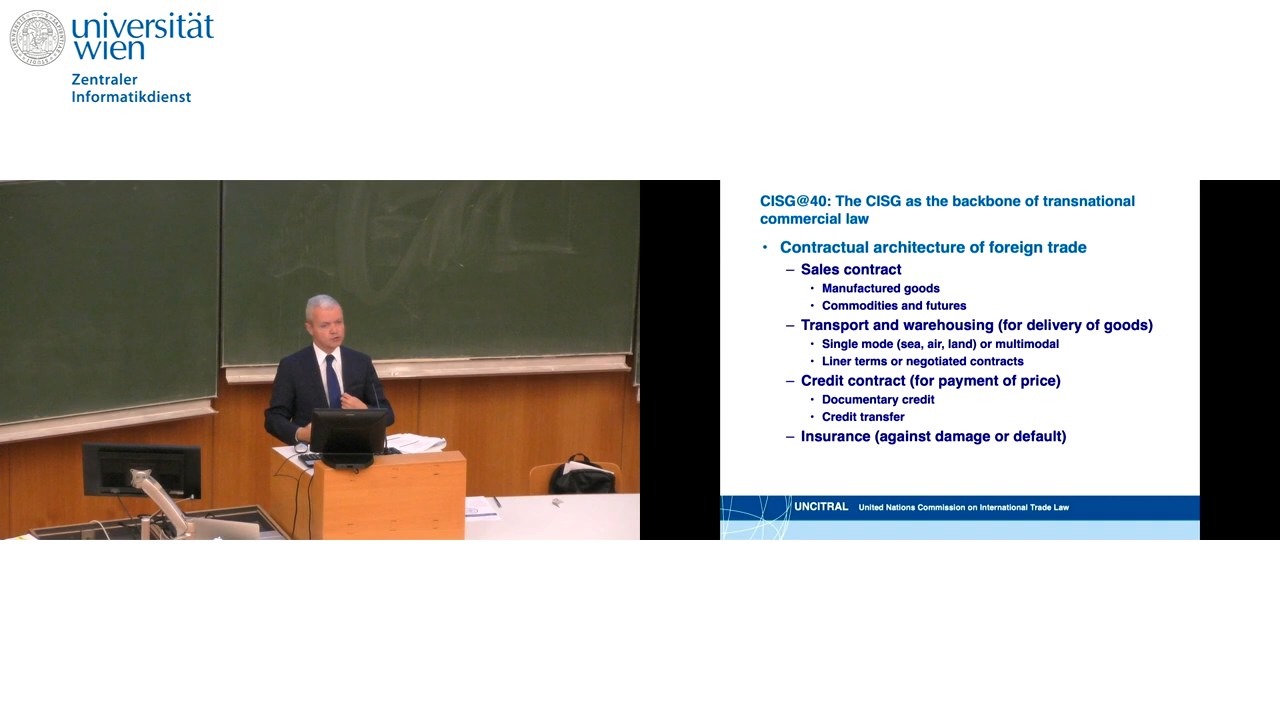 universität
wien
Zentraler
Informatikdienst
CISG@40: The CISG as the backbone of transnational
commercial law
• Contractual architecture of foreign trade
– Sales contract
• Manufactured goods
• Commodities and futures
– Transport and warehousing (for delivery of goods)
• Single mode (sea, air, land) or multimodal
• Liner terms or negotiated contracts
– Credit contract (for payment of price)
• Documentary credit
• Credit transfer
– Insurance (against damage or default)
UNCITRAL United Nations Commission on International Trade Law